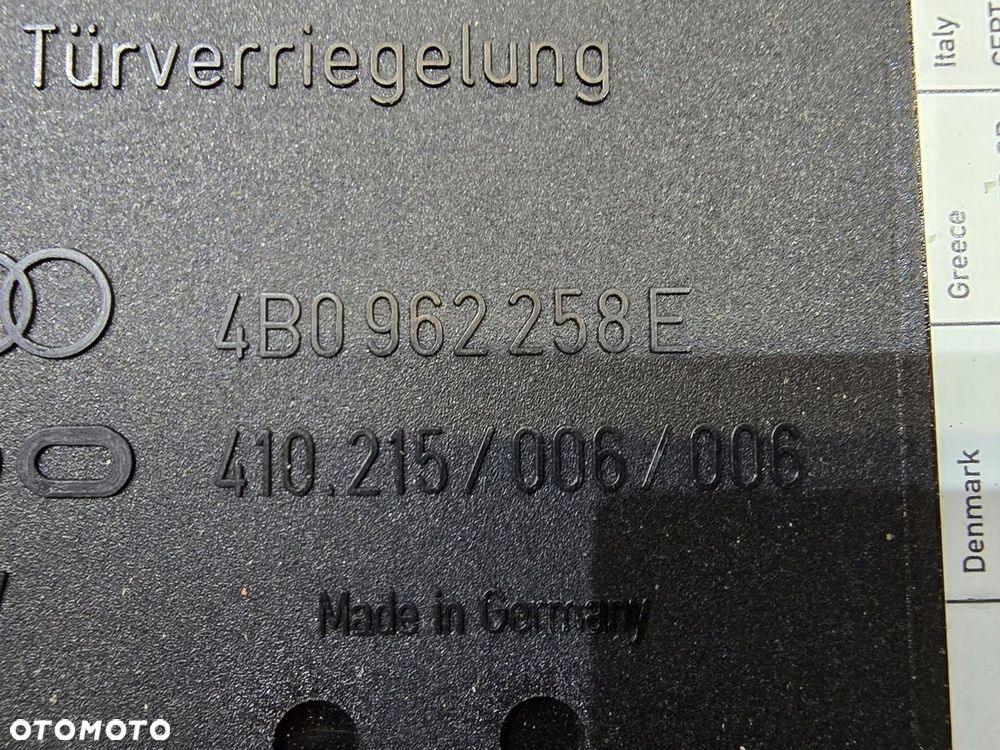 Türverriegelung
4B0 962 258 E
410.215/006/006
Made in Germany
Italy
Greece
Denmark
OTOMOTO